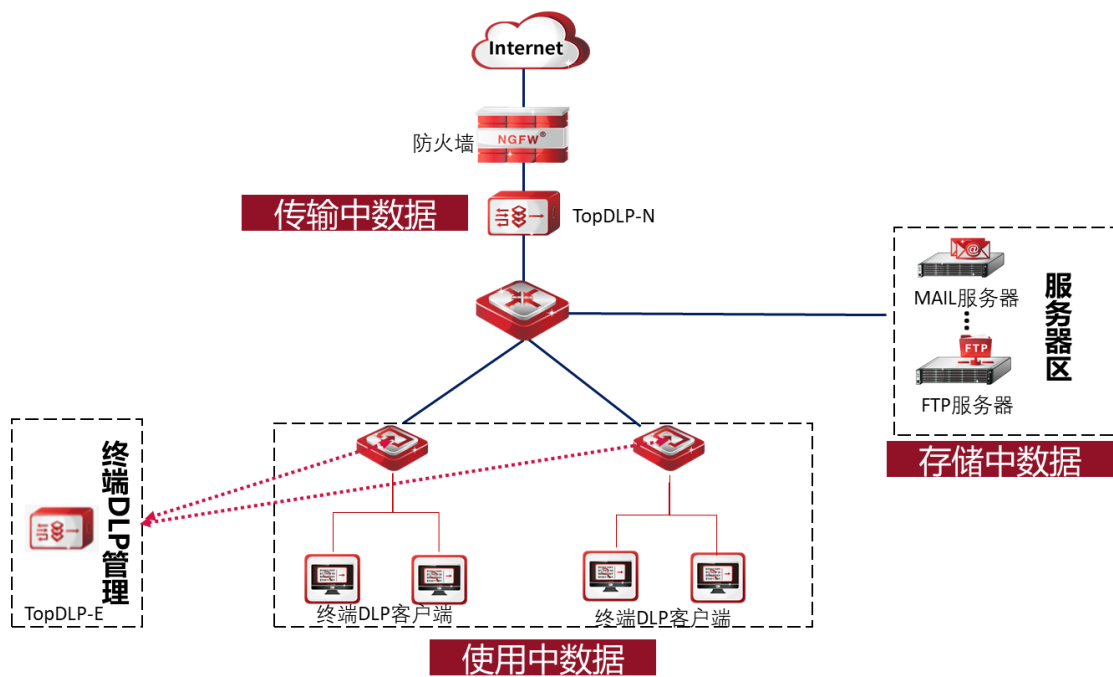 Internet
防火墙
NGFW®
传输中数据
TopDLP-N
MAIL服务器
FTP
FTP服务器
服务器区
存储中数据
终端DLP管理
TopDLP-E
终端DLP客户端
终端DLP客户端
使用中数据